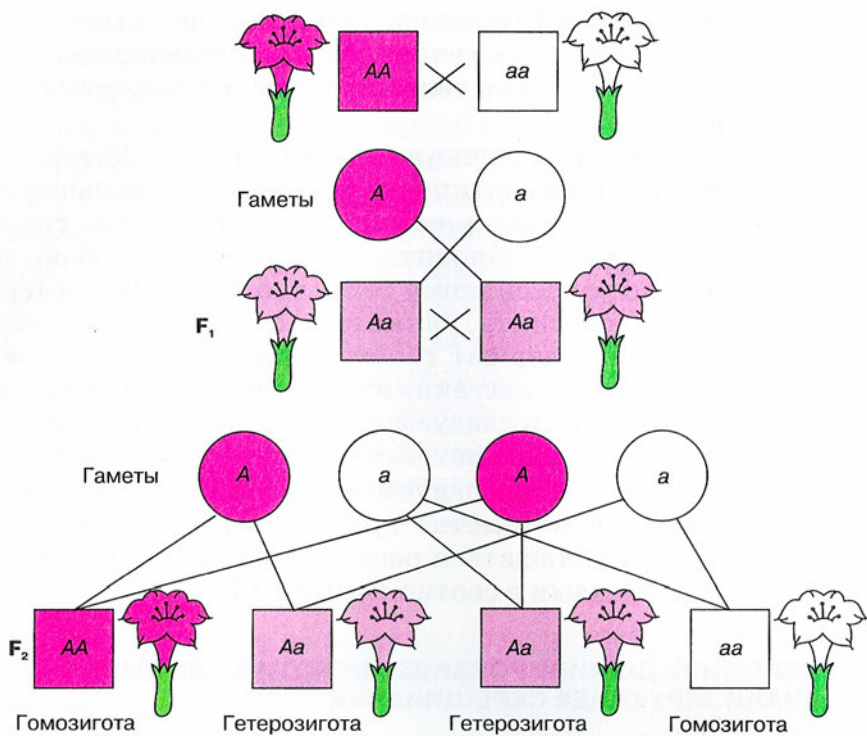 AA aa
Гаметы A a
F₁ Aa Aa
Гаметы A a A a
F₂ AA Aa Aa aa
Гомозигота Гетерозигота Гетерозигота Гомозигота